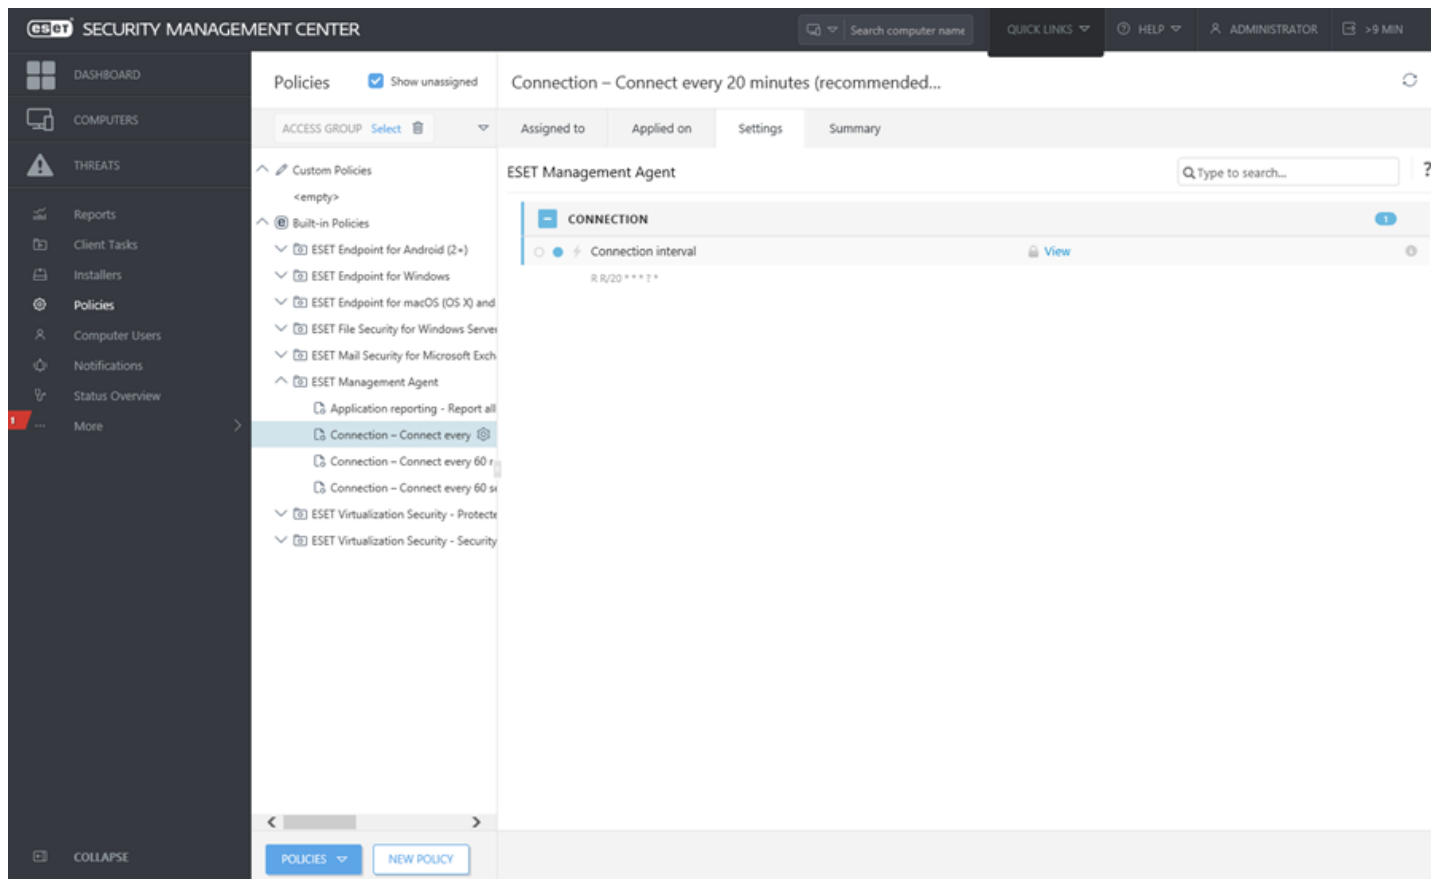 eset SECURITY MANAGEMENT CENTER
Search computer name
QUICK LINKS
HELP
ADMINISTRATOR
>9 MIN
DASHBOARD
COMPUTERS
THREATS
Reports
Client Tasks
Installers
Policies
Computer Users
Notifications
Status Overview
1
More
COLLAPSE
Policies
Show unassigned
ACCESS GROUP Select
Custom Policies
<empty>
Built-in Policies
ESET Endpoint for Android (2+)
ESET Endpoint for Windows
ESET Endpoint for macOS (OS X) and
ESET File Security for Windows Server
ESET Mail Security for Microsoft Exch
ESET Management Agent
Application reporting - Report all
Connection – Connect every
Connection – Connect every 60
Connection – Connect every 60 se
ESET Virtualization Security - Protecte
ESET Virtualization Security - Security
POLICIES
NEW POLICY
Connection – Connect every 20 minutes (recommended...
Assigned to
Applied on
Settings
Summary
ESET Management Agent
Type to search...
?
CONNECTION
1
Connection interval
View
R R/20 * * * ? *